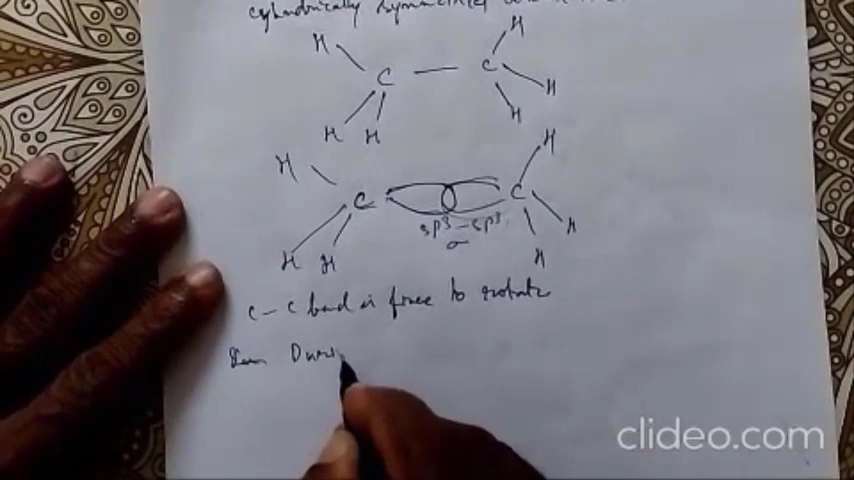 cylindrically symmetrical
H H
C — C
H
H H H
H H
C C
sp3 - sp3 H
σ
H H H
C - C bond is free to rotate
clideo.com